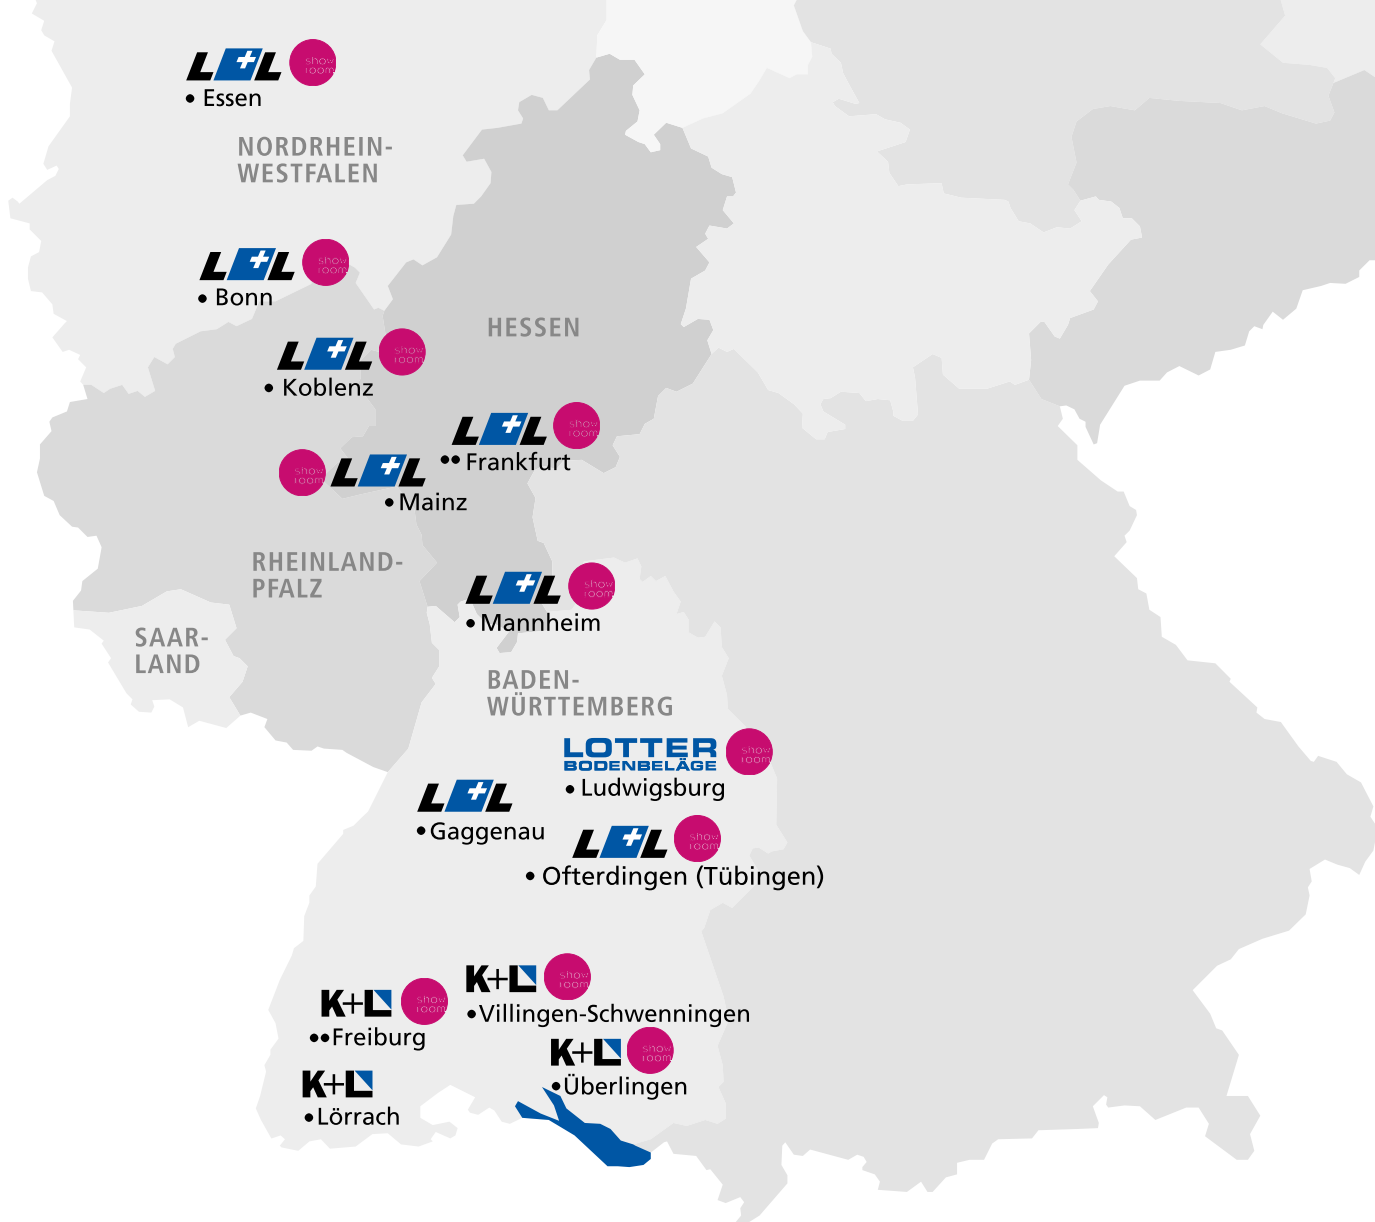 L+L show room
• Essen
NORDRHEIN-
WESTFALEN
L+L show room
• Bonn
HESSEN
L+L show room
• Koblenz
L+L show room
•• Frankfurt
show room L+L
• Mainz
RHEINLAND-
PFALZ
L+L show room
• Mannheim
SAAR-
LAND
BADEN-
WÜRTTEMBERG
LOTTER show room
BODENBELÄGE
• Ludwigsburg
L+L
• Gaggenau
L+L show room
• Ofterdingen (Tübingen)
K+L show room
• Villingen-Schwenningen
K+L show room
•• Freiburg
K+L show room
• Überlingen
K+L
• Lörrach